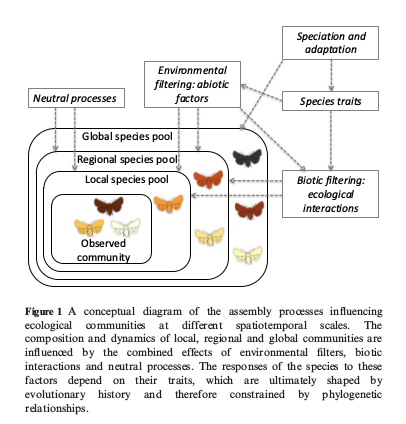 Speciation and
adaptation
Environmental
filtering: abiotic
factors
Neutral processes
Species traits
Global species pool
Regional species pool
Local species pool
Biotic filtering:
ecological
interactions
Observed
community
Figure 1 A conceptual diagram of the assembly processes influencing
ecological communities at different spatiotemporal scales. The
composition and dynamics of local, regional and global communities are
influenced by the combined effects of environmental filters, biotic
interactions and neutral processes. The responses of the species to these
factors depend on their traits, which are ultimately shaped by
evolutionary history and therefore constrained by phylogenetic
relationships.